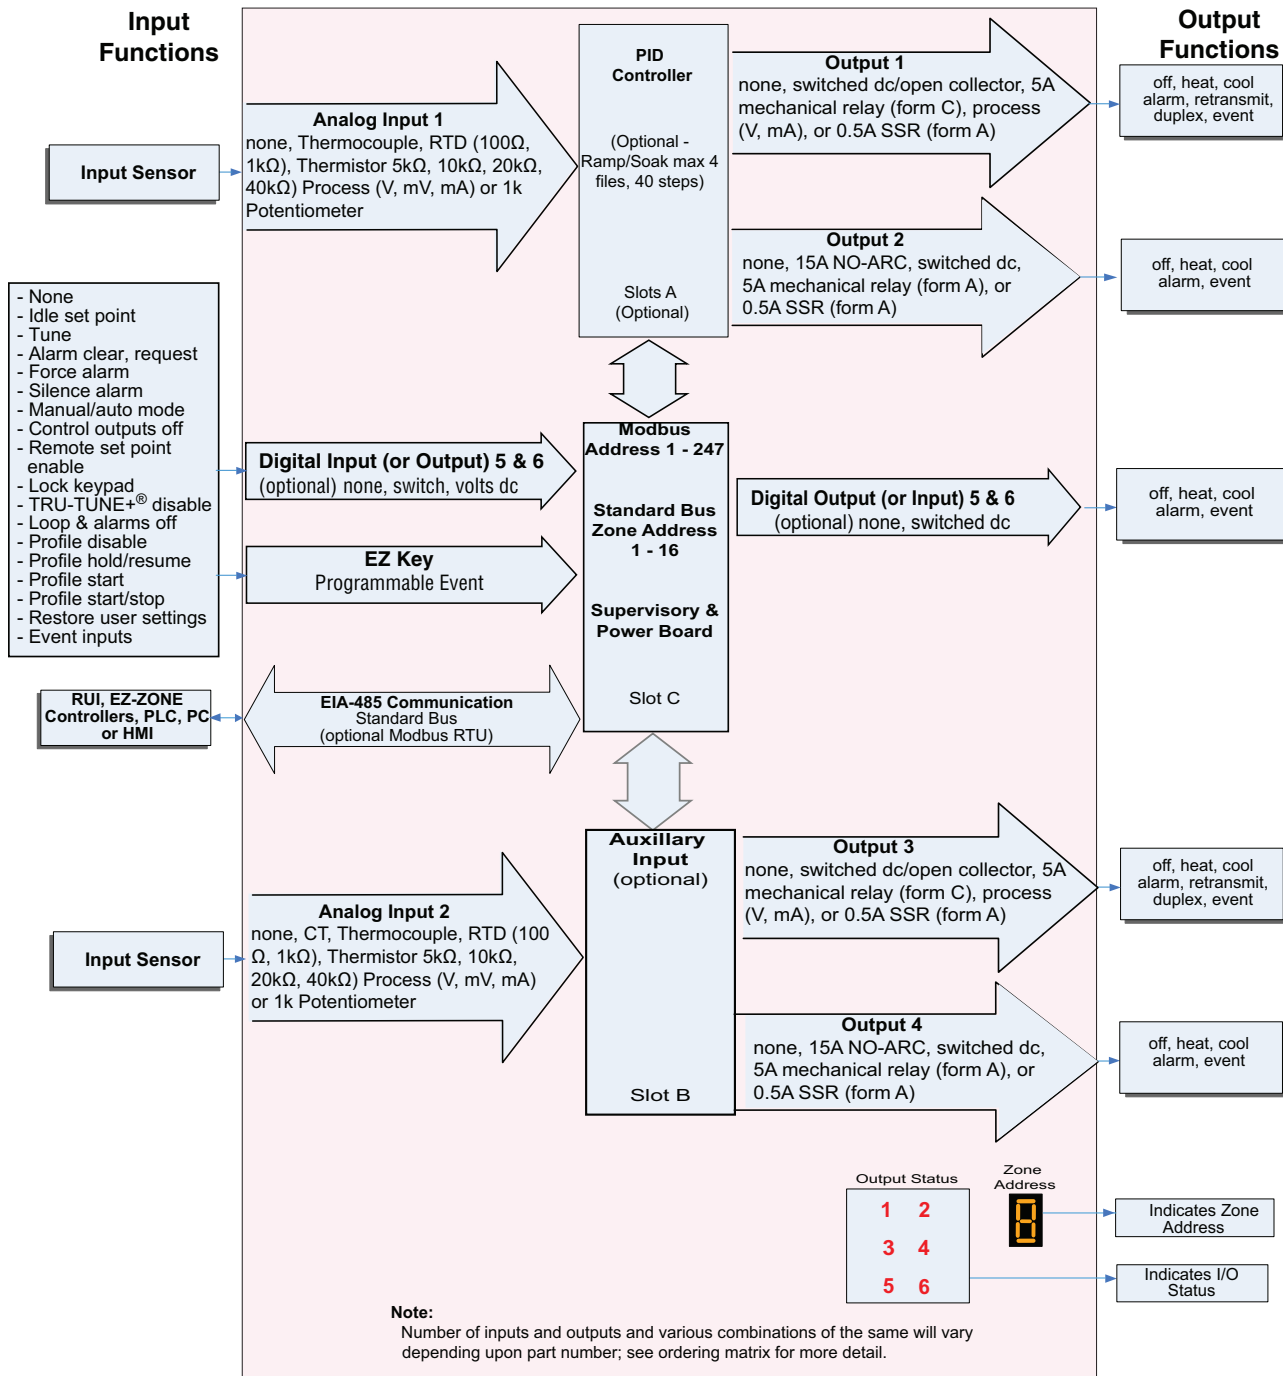 Input
Functions
Output
Functions
Input Sensor
Analog Input 1
none, Thermocouple, RTD (100Ω,
1kΩ), Thermistor 5kΩ, 10kΩ, 20kΩ,
40kΩ) Process (V, mV, mA) or 1k
Potentiometer
PID
Controller
(Optional -
Ramp/Soak max 4
files, 40 steps)
Slots A
(Optional)
Output 1
none, switched dc/open collector, 5A
mechanical relay (form C), process
(V, mA), or 0.5A SSR (form A)
off, heat, cool
alarm, retransmit,
duplex, event
Output 2
none, 15A NO-ARC, switched dc,
5A mechanical relay (form A), or
0.5A SSR (form A)
off, heat, cool
alarm, event
- None
- Idle set point
- Tune
- Alarm clear, request
- Force alarm
- Silence alarm
- Manual/auto mode
- Control outputs off
- Remote set point
enable
- Lock keypad
- TRU-TUNE+® disable
- Loop & alarms off
- Profile disable
- Profile hold/resume
- Profile start
- Profile start/stop
- Restore user settings
- Event inputs
Digital Input (or Output) 5 & 6
(optional) none, switch, volts dc
EZ Key
Programmable Event
Modbus
Address 1 - 247
Standard Bus
Zone Address
1 - 16
Supervisory &
Power Board
Slot C
Digital Output (or Input) 5 & 6
(optional) none, switched dc
off, heat, cool
alarm, event
RUI, EZ-ZONE
Controllers, PLC, PC
or HMI
EIA-485 Communication
Standard Bus
(optional Modbus RTU)
Input Sensor
Analog Input 2
none, CT, Thermocouple, RTD (100
Ω, 1kΩ), Thermistor 5kΩ, 10kΩ,
20kΩ, 40kΩ) Process (V, mV, mA)
or 1k Potentiometer
Auxillary
Input
(optional)
Slot B
Output 3
none, switched dc/open collector, 5A
mechanical relay (form C), process
(V, mA), or 0.5A SSR (form A)
off, heat, cool
alarm, retransmit,
duplex, event
Output 4
none, 15A NO-ARC, switched dc,
5A mechanical relay (form A), or
0.5A SSR (form A)
off, heat, cool
alarm, event
Output Status
1 2
3 4
5 6
Zone
Address
8
Indicates Zone
Address
Indicates I/O
Status
Note:
Number of inputs and outputs and various combinations of the same will vary
depending upon part number; see ordering matrix for more detail.